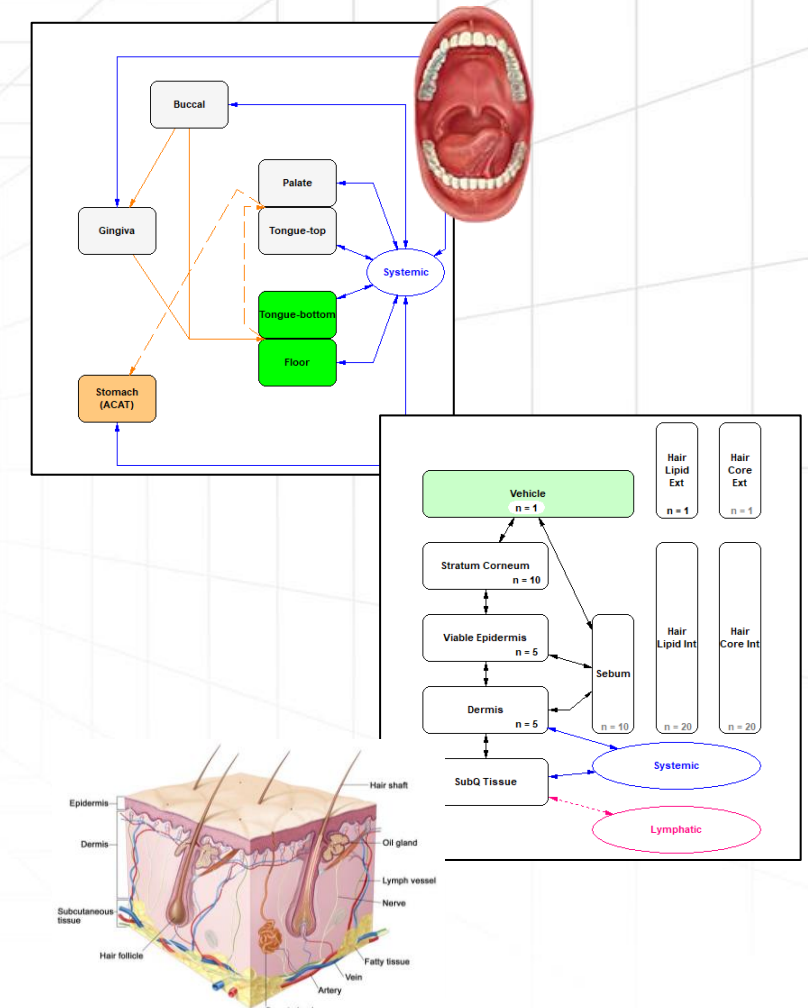 Buccal
Palate
Gingiva
Tongue-top
Systemic
Tongue-bottom
Floor
Stomach
(ACAT)
Vehicle
n = 1
Hair
Lipid
Ext
n = 1
Hair
Core
Ext
n = 1
Stratum Corneum
n = 10
Viable Epidermis
n = 5
Sebum
n = 10
Hair
Lipid Int
n = 20
Hair
Core Int
n = 20
Dermis
n = 5
SubQ Tissue
Systemic
Lymphatic
Hair shaft
Epidermis
Oil gland
Dermis
Lymph vessel
Nerve
Subcutaneous
tissue
Hair follicle
Fatty tissue
Vein
Artery